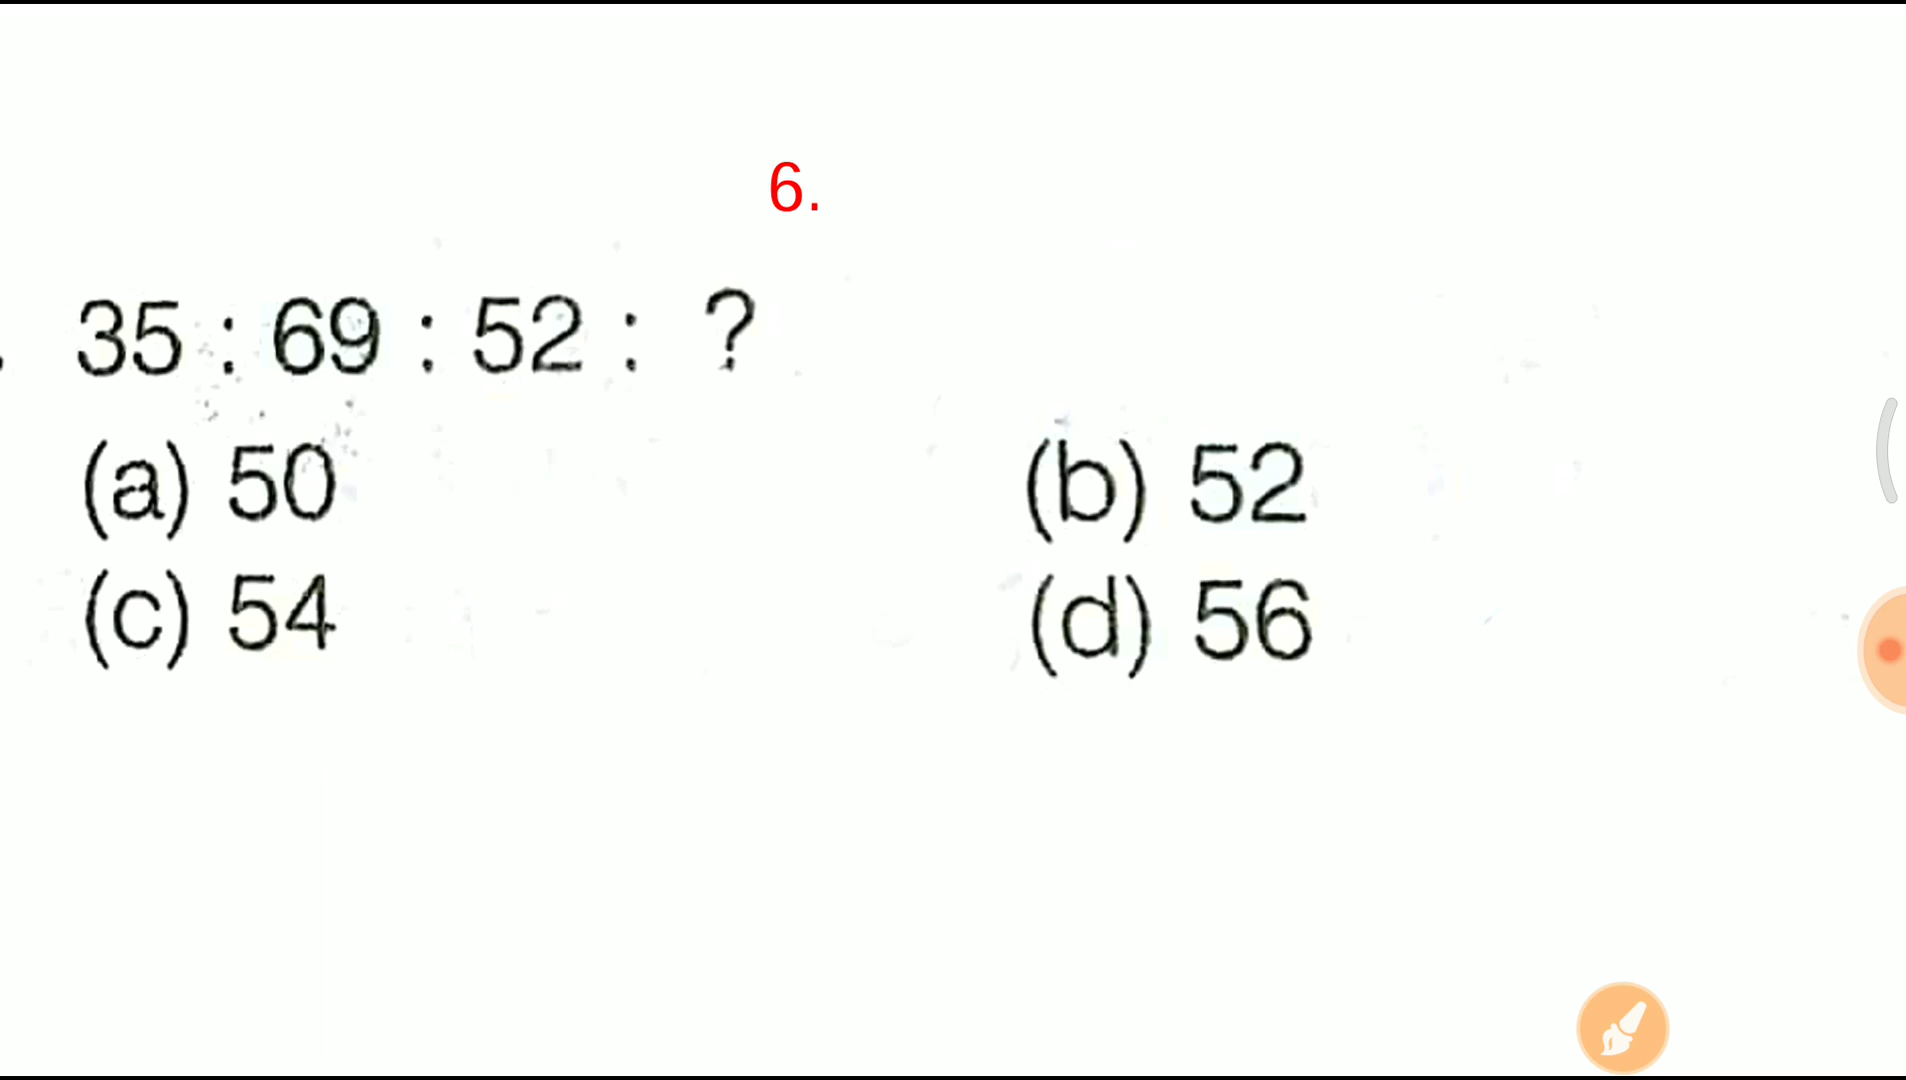 6.
. 35 : 69 : 52 : ?
(a) 50 (b) 52
(c) 54 (d) 56